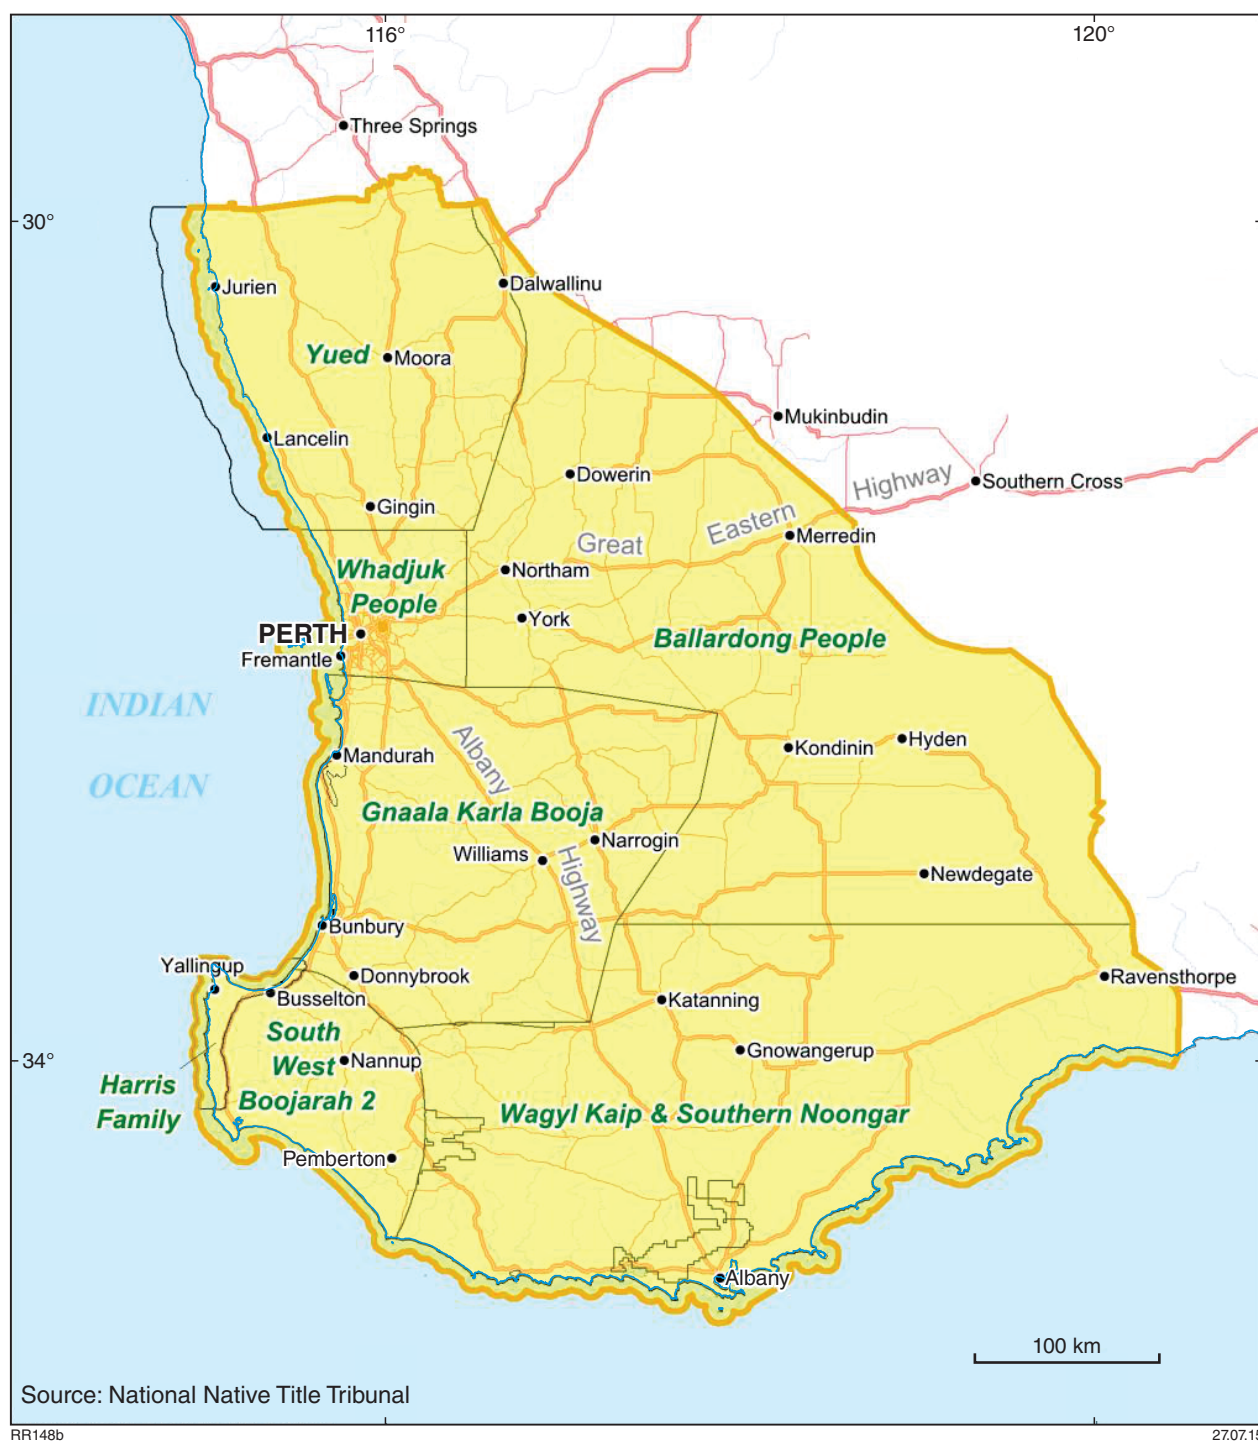 116°
120°
Three Springs
30°
Jurien
Dalwallinu
Yued
Moora
Mukinbudin
Lancelin
Dowerin
Highway
Southern Cross
Gingin
Great
Eastern
Merredin
Whadjuk
People
Northam
York
PERTH
Ballardong People
Fremantle
INDIAN
OCEAN
Albany
Mandurah
Kondinin
Hyden
Gnaala Karla Booja
Narrogin
Williams
Highway
Newdegate
Bunbury
Yallingup
Donnybrook
Ravensthorpe
Busselton
Katanning
South
West
Boojarah 2
Nannup
Gnowangerup
34°
Harris
Family
Wagyl Kaip & Southern Noongar
Pemberton
Albany
100 km
Source: National Native Title Tribunal
RR148b
27.07.15